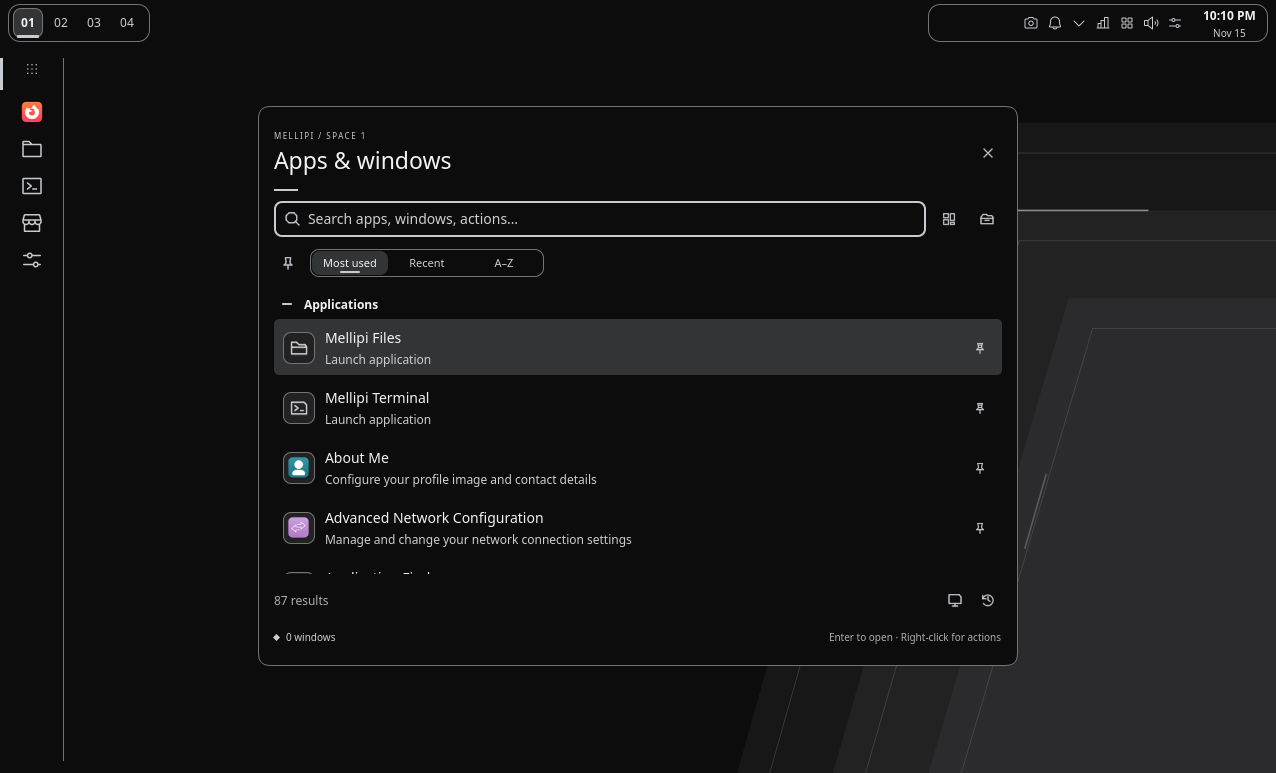 01 02 03 04
10:10 PM
Nov 15
MELLIPI / SPACE 1
Apps & windows
Search apps, windows, actions...
Most used Recent A–Z
Applications
Mellipi Files
Launch application
Mellipi Terminal
Launch application
About Me
Configure your profile image and contact details
Advanced Network Configuration
Manage and change your network connection settings
87 results
0 windows
Enter to open · Right-click for actions